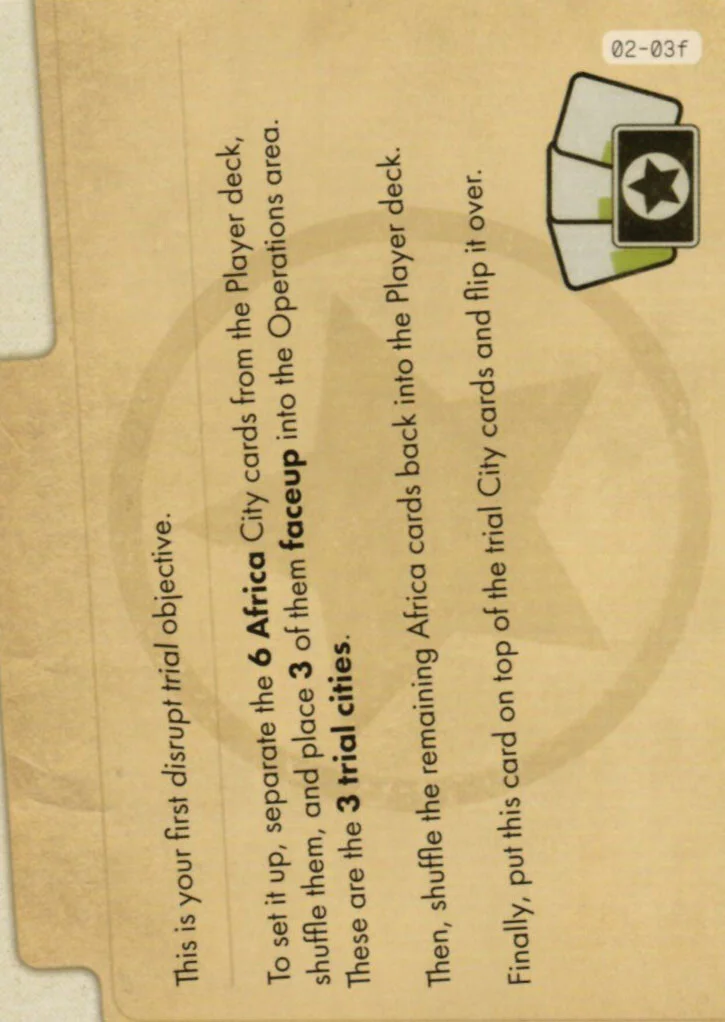 This is your first disrupt trial objective.
To set it up, separate the 6 Africa City cards from the Player deck,
shuffle them, and place 3 of them faceup into the Operations area.
These are the 3 trial cities.
Then, shuffle the remaining Africa cards back into the Player deck.
Finally, put this card on top of the trial City cards and flip it over.
02-03f